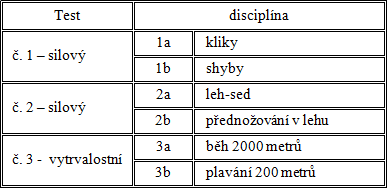 Test disciplína
č. 1 – silový 1a kliky
1b shyby
č. 2 – silový 2a leh-sed
2b přednožování v lehu
č. 3 - vytrvalostní 3a běh 2000 metrů
3b plavání 200 metrů